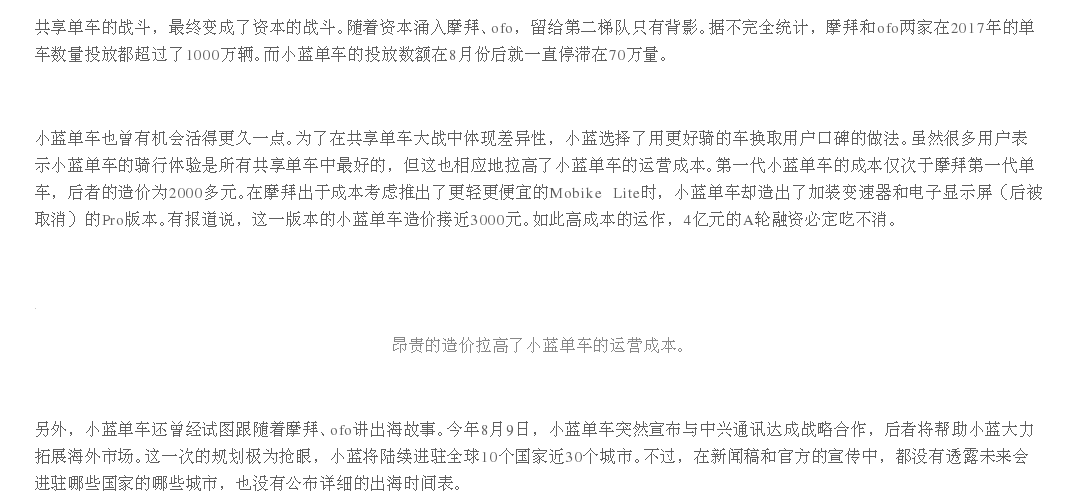 共享单车的战斗，最终变成了资本的战斗。随着资本涌入摩拜、ofo，留给第二梯队只有背影。据不完全统计，摩拜和ofo两家在2017年的单
车数量投放都超过了1000万辆。而小蓝单车的投放数额在8月份后就一直停滞在70万量。
小蓝单车也曾有机会活得更久一点。为了在共享单车大战中体现差异性，小蓝选择了用更好骑的车换取用户口碑的做法。虽然很多用户表
示小蓝单车的骑行体验是所有共享单车中最好的，但这也相应地拉高了小蓝单车的运营成本。第一代小蓝单车的成本仅次于摩拜第一代单
车，后者的造价为2000多元。在摩拜出于成本考虑推出了更轻更便宜的Mobike Lite时，小蓝单车却造出了加装变速器和电子显示屏（后被
取消）的Pro版本。有报道说，这一版本的小蓝单车造价接近3000元。如此高成本的运作，4亿元的A轮融资必定吃不消。
昂贵的造价拉高了小蓝单车的运营成本。
另外，小蓝单车还曾经试图跟随着摩拜、ofo讲出海故事。今年8月9日，小蓝单车突然宣布与中兴通讯达成战略合作，后者将帮助小蓝大力
拓展海外市场。这一次的规划极为抢眼，小蓝将陆续进驻全球10个国家近30个城市。不过，在新闻稿和官方的宣传中，都没有透露未来会
进驻哪些国家的哪些城市，也没有公布详细的出海时间表。